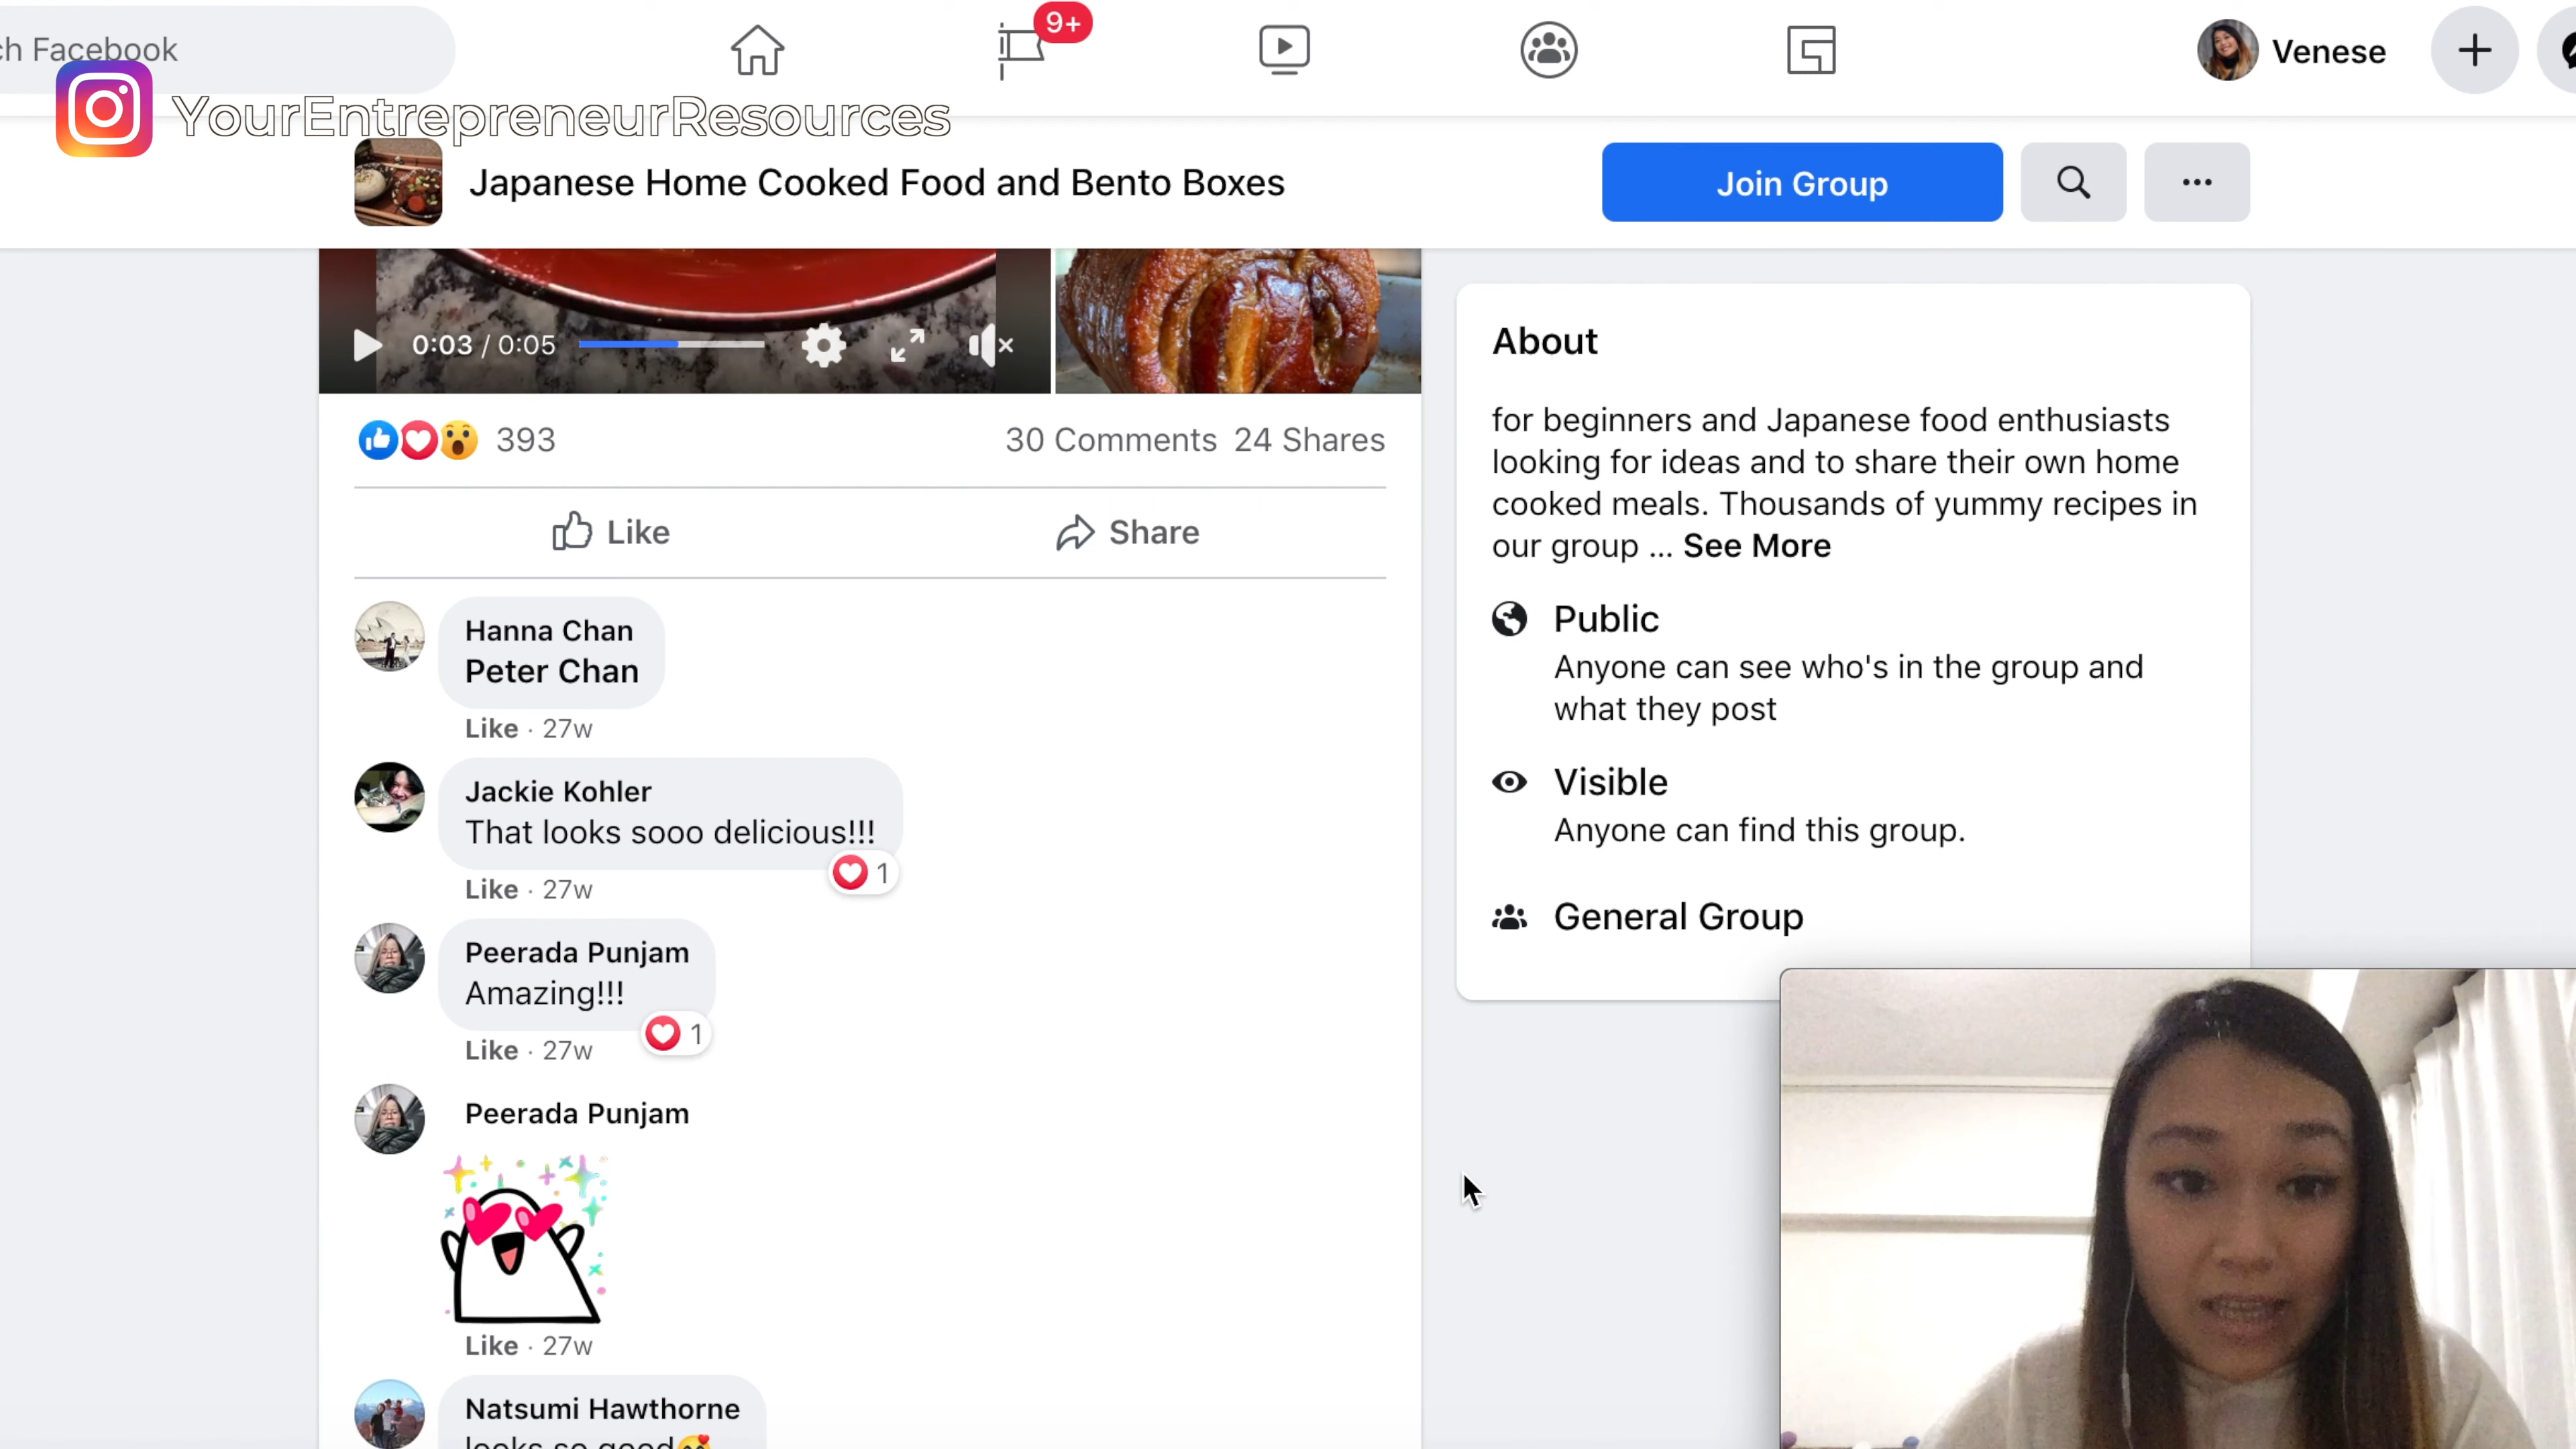 ch Facebook
9+
Venese
YourEntrepreneurResources
Japanese Home Cooked Food and Bento Boxes
Join Group
0:03 / 0:05
393
30 Comments 24 Shares
Like
Share
Hanna Chan
Peter Chan
Like · 27w
Jackie Kohler
That looks sooo delicious!!!
1
Like · 27w
Peerada Punjam
Amazing!!!
1
Like · 27w
Peerada Punjam
Like · 27w
Natsumi Hawthorne
looks so good🥰
About
for beginners and Japanese food enthusiasts
looking for ideas and to share their own home
cooked meals. Thousands of yummy recipes in
our group ... See More
Public
Anyone can see who's in the group and
what they post
Visible
Anyone can find this group.
General Group